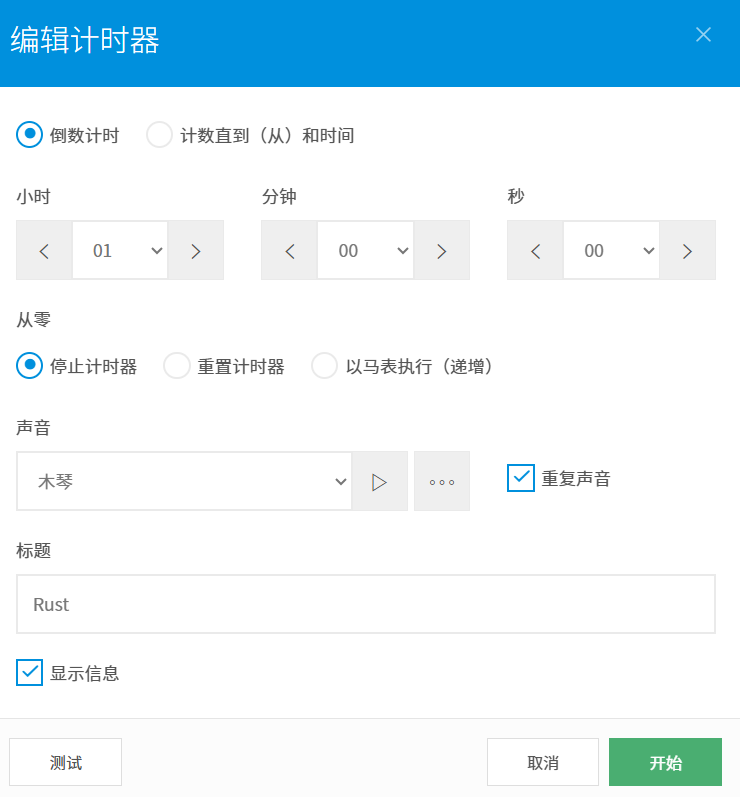 编辑计时器
倒数计时 计数直到（从）和时间
小时 分钟 秒
01 00 00
从零
停止计时器 重置计时器 以马表执行（递增）
声音
木琴 重复声音
标题
Rust
显示信息
测试 取消 开始